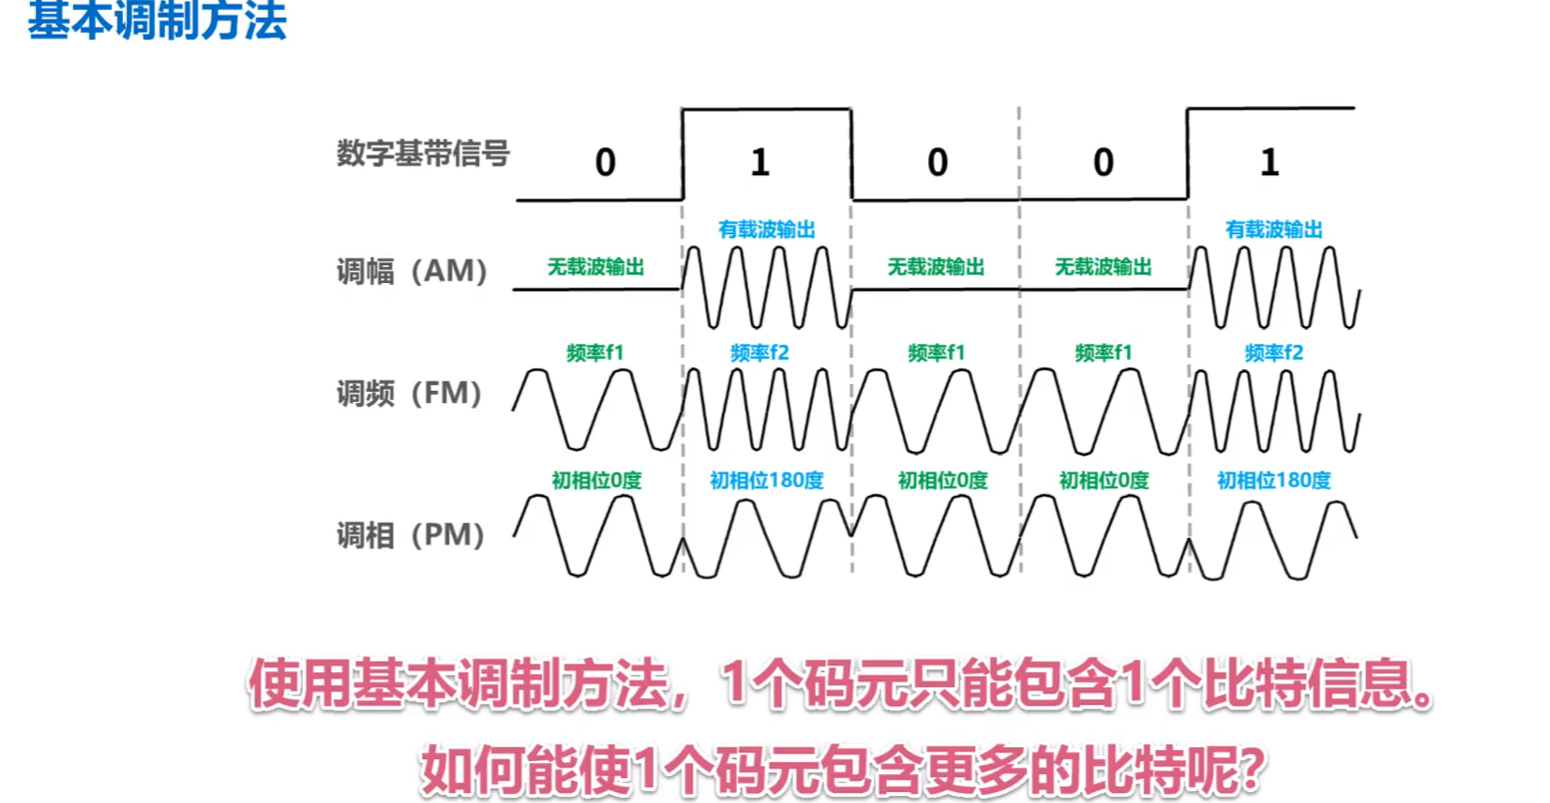 基本调制方法
数字基带信号 0 1 0 0 1
有载波输出 有载波输出
调幅（AM） 无载波输出 无载波输出 无载波输出
频率f1 频率f2 频率f1 频率f1 频率f2
调频（FM）
初相位0度 初相位180度 初相位0度 初相位0度 初相位180度
调相（PM）
使用基本调制方法，1个码元只能包含1个比特信息。
如何能使1个码元包含更多的比特呢？